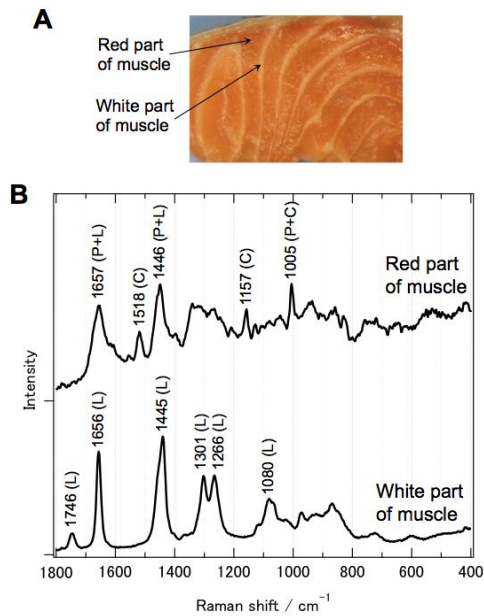 A
Red part
of muscle
White part
of muscle
B
1657 (P+L)
1518 (C)
1446 (P+L)
1157 (C)
1005 (P+C)
Red part
of muscle
Intensity
1746 (L)
1656 (L)
1445 (L)
1301 (L)
1266 (L)
1080 (L)
White part
of muscle
1800 1600 1400 1200 1000 800 600 400
Raman shift / cm⁻¹